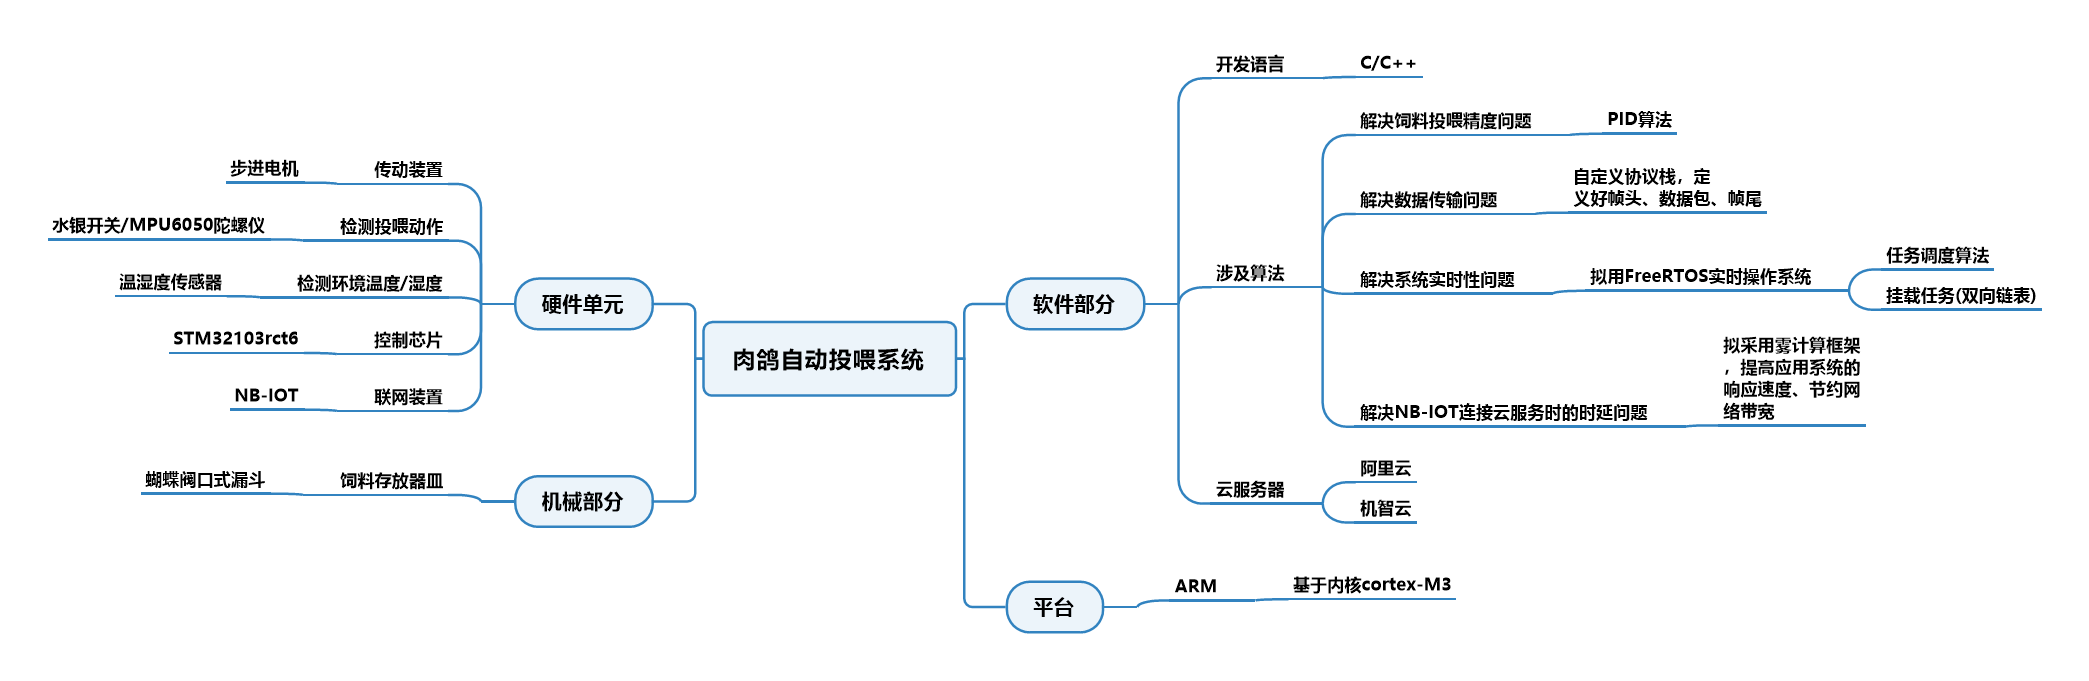 肉鸽自动投喂系统
硬件单元
传动装置
步进电机
检测投喂动作
水银开关/MPU6050陀螺仪
检测环境温度/湿度
温湿度传感器
控制芯片
STM32103rct6
联网装置
NB-IOT
机械部分
饲料存放器皿
蝴蝶阀口式漏斗
软件部分
开发语言
C/C++
涉及算法
解决饲料投喂精度问题
PID算法
解决数据传输问题
自定义协议栈，定
义好帧头、数据包、帧尾
解决系统实时性问题
拟用FreeRTOS实时操作系统
任务调度算法
挂载任务(双向链表)
解决NB-IOT连接云服务时的时延问题
拟采用雾计算框架
，提高应用系统的
响应速度、节约网
络带宽
云服务器
阿里云
机智云
平台
ARM
基于内核cortex-M3